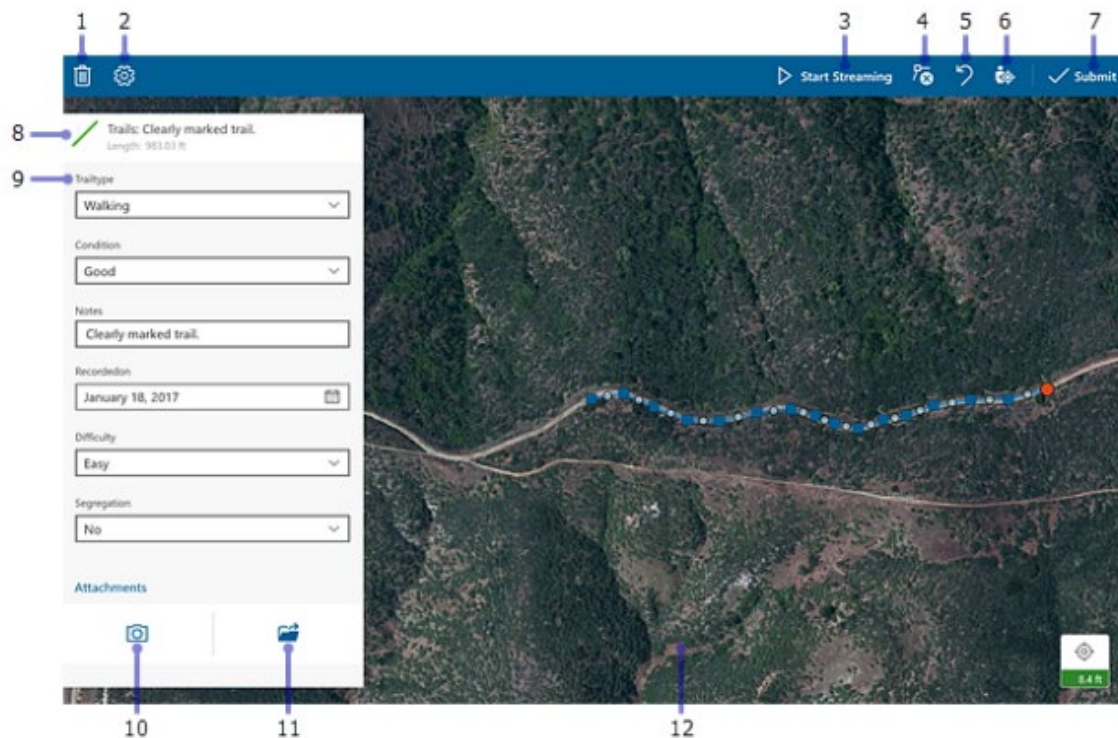 1 2 3 4 5 6 7
Start Streaming Submit
8 Trails: Clearly marked trail.
Length: 983.03 ft
9 Trailtype
Walking
Condition
Good
Notes
Clearly marked trail.
Recordedon
January 18, 2017
Difficulty
Easy
Segregation
No
Attachments
8.4 ft
10 11 12